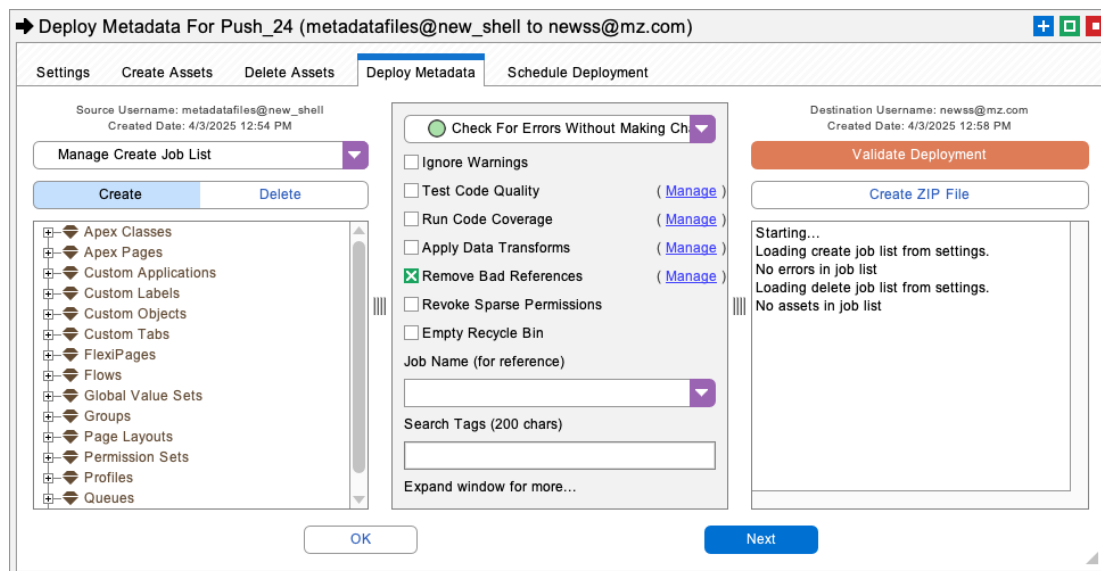 Deploy Metadata For Push_24 (metadatafiles@new_shell to newss@mz.com)
Settings
Create Assets
Delete Assets
Deploy Metadata
Schedule Deployment
Source Username: metadatafiles@new_shell
Created Date: 4/3/2025 12:54 PM
Manage Create Job List
Create
Delete
Apex Classes
Apex Pages
Custom Applications
Custom Labels
Custom Objects
Custom Tabs
FlexiPages
Flows
Global Value Sets
Groups
Page Layouts
Permission Sets
Profiles
Queues
Check For Errors Without Making Ch
Ignore Warnings
Test Code Quality ( Manage )
Run Code Coverage ( Manage )
Apply Data Transforms ( Manage )
Remove Bad References ( Manage )
Revoke Sparse Permissions
Empty Recycle Bin
Job Name (for reference)
Search Tags (200 chars)
Expand window for more...
Destination Username: newss@mz.com
Created Date: 4/3/2025 12:58 PM
Validate Deployment
Create ZIP File
Starting...
Loading create job list from settings.
No errors in job list
Loading delete job list from settings.
No assets in job list
OK
Next